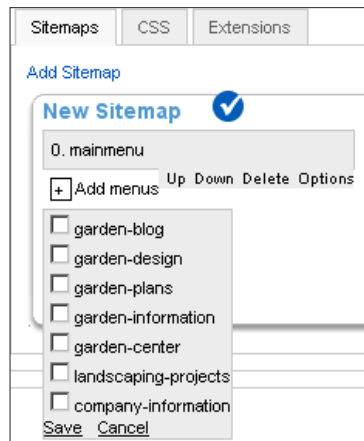 Sitemaps CSS Extensions
Add Sitemap
New Sitemap
0. mainmenu
Up Down Delete Options
+ Add menus
garden-blog
garden-design
garden-plans
garden-information
garden-center
landscaping-projects
company-information
Save Cancel